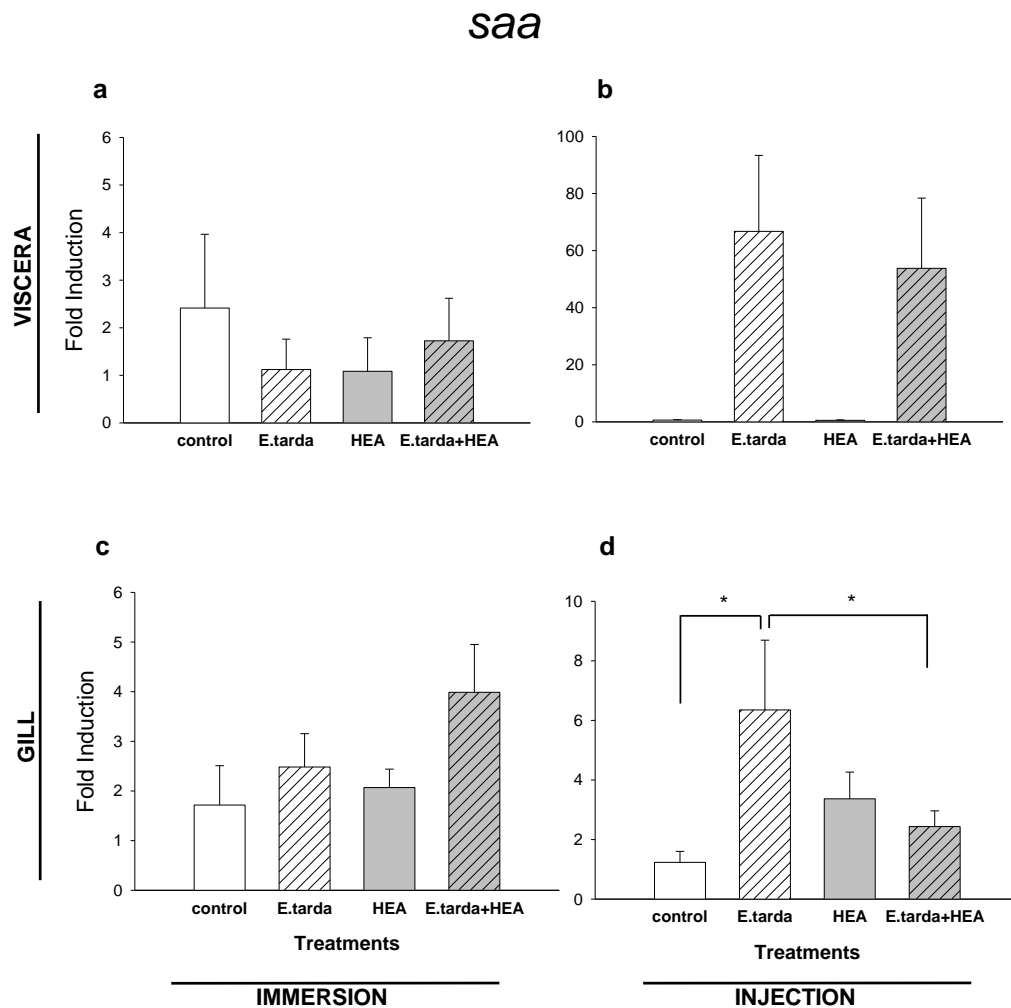 saa
a
VISCERA
Fold Induction
6
5
4
3
2
1
0
control E.tarda HEA E.tarda+HEA
b
100
80
60
40
20
0
control E.tarda HEA E.tarda+HEA
c
GILL
Fold Induction
6
5
4
3
2
1
0
control E.tarda HEA E.tarda+HEA
Treatments
IMMERSION
d
10
8
6
4
2
0
* *
control E.tarda HEA E.tarda+HEA
Treatments
INJECTION